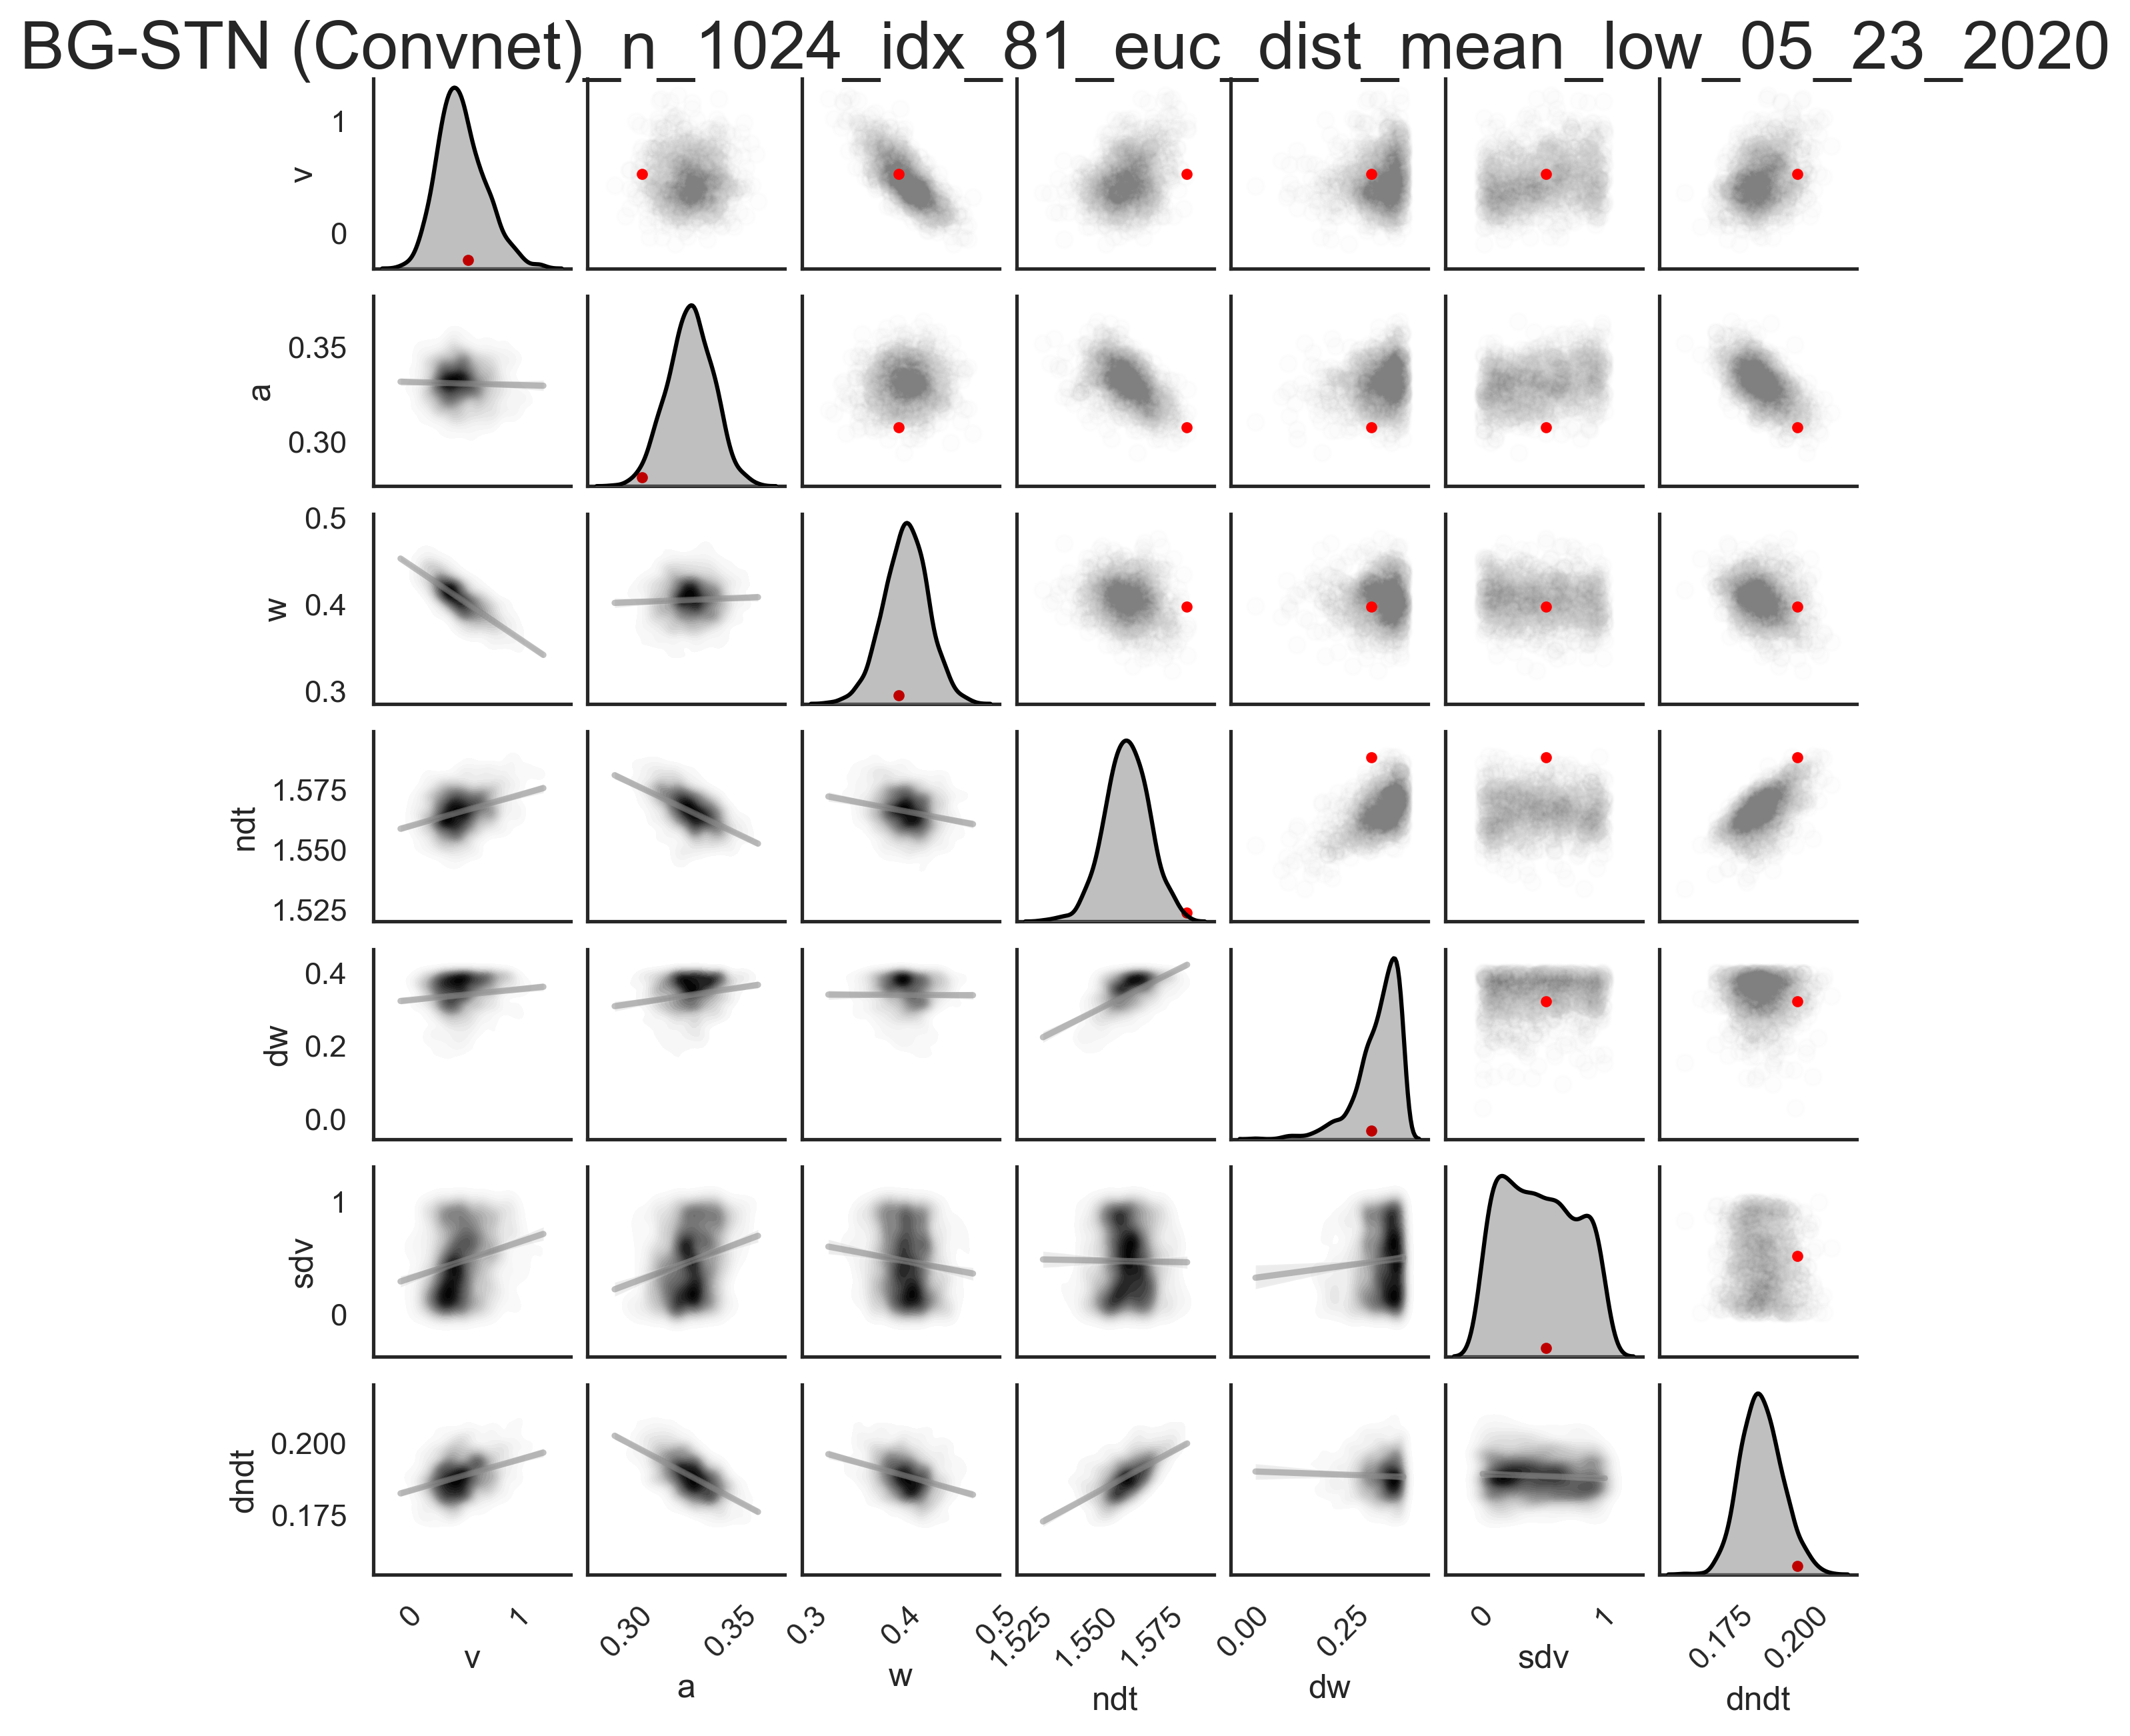 BG-STN (Convnet)_n_1024_idx_81_euc_dist_mean_low_05_23_2020
1
v
0
0.35
a
0.30
0.5
w
0.4
0.3
1.575
ndt
1.550
1.525
0.4
dw
0.2
0.0
1
sdv
0
0.200
dndt
0.175
0 1 0.30 0.35 0.3 0.4 0.5 1.525 1.550 1.575 0.00 0.25 0 1 0.175 0.200
v a w ndt dw sdv dndt